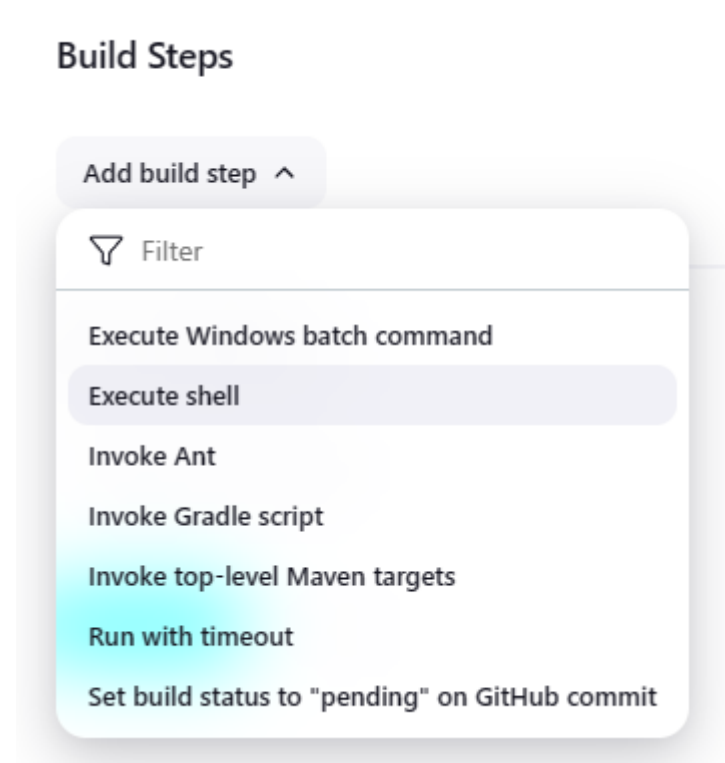 Build Steps
Add build step
Filter
Execute Windows batch command
Execute shell
Invoke Ant
Invoke Gradle script
Invoke top-level Maven targets
Run with timeout
Set build status to "pending" on GitHub commit